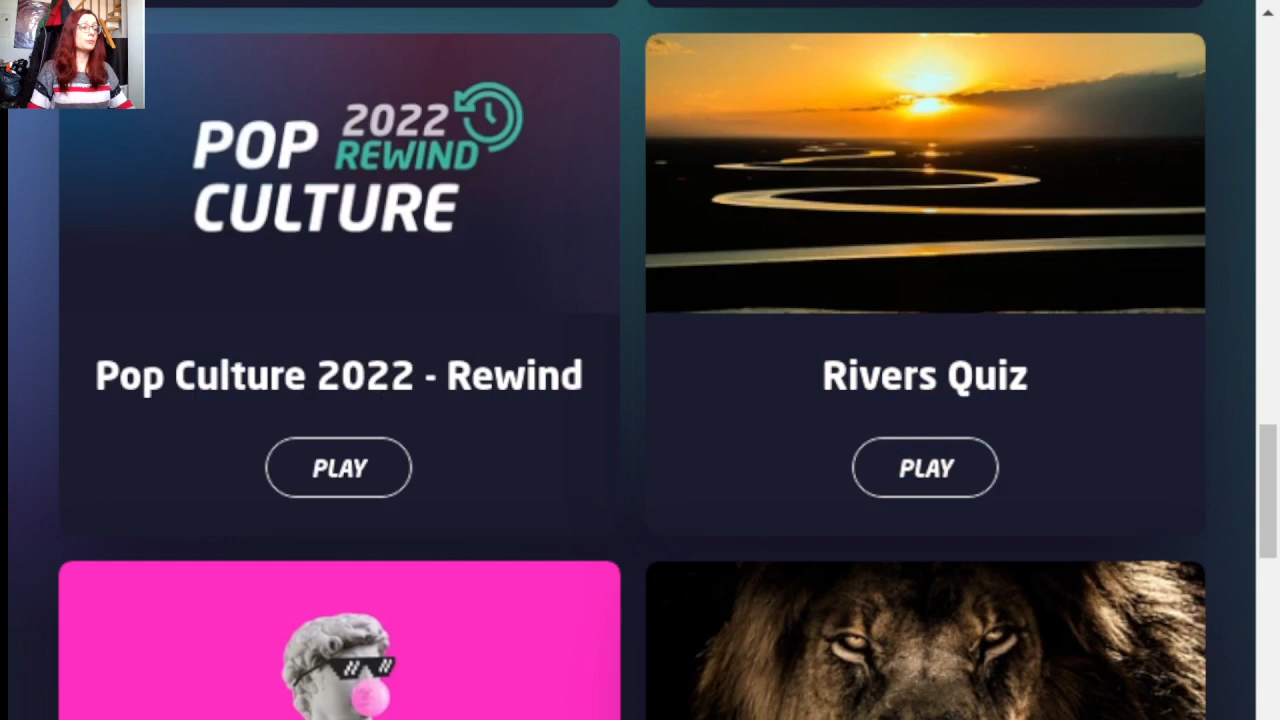 2022
POP REWIND
CULTURE
Pop Culture 2022 - Rewind
PLAY
Rivers Quiz
PLAY